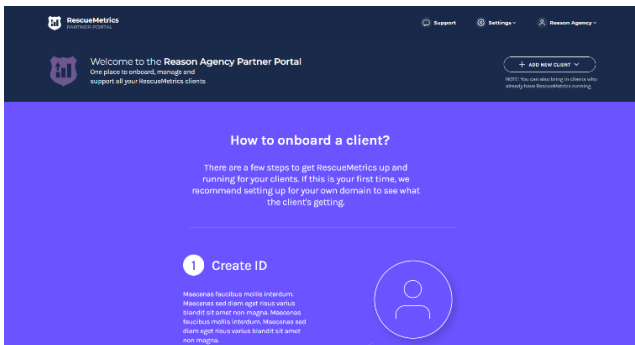 RescueMetrics
PARTNER PORTAL
Support
Settings
Reason Agency
Welcome to the Reason Agency Partner Portal
One place to onboard, manage and
support all your RescueMetrics clients
+ ADD NEW CLIENT
NOTE: You can also bring in clients who
already have RescueMetrics running.
How to onboard a client?
There are a few steps to get RescueMetrics up and
running for your clients. If this is your first time, we
recommend setting up for your own domain to see what
the client's getting.
1 Create ID
Maecenas faucibus mollis interdum.
Maecenas sed diam eget risus varius
blandit sit amet non magna. Maecenas
faucibus mollis interdum. Maecenas sed
diam eget risus varius blandit sit amet
non magna.